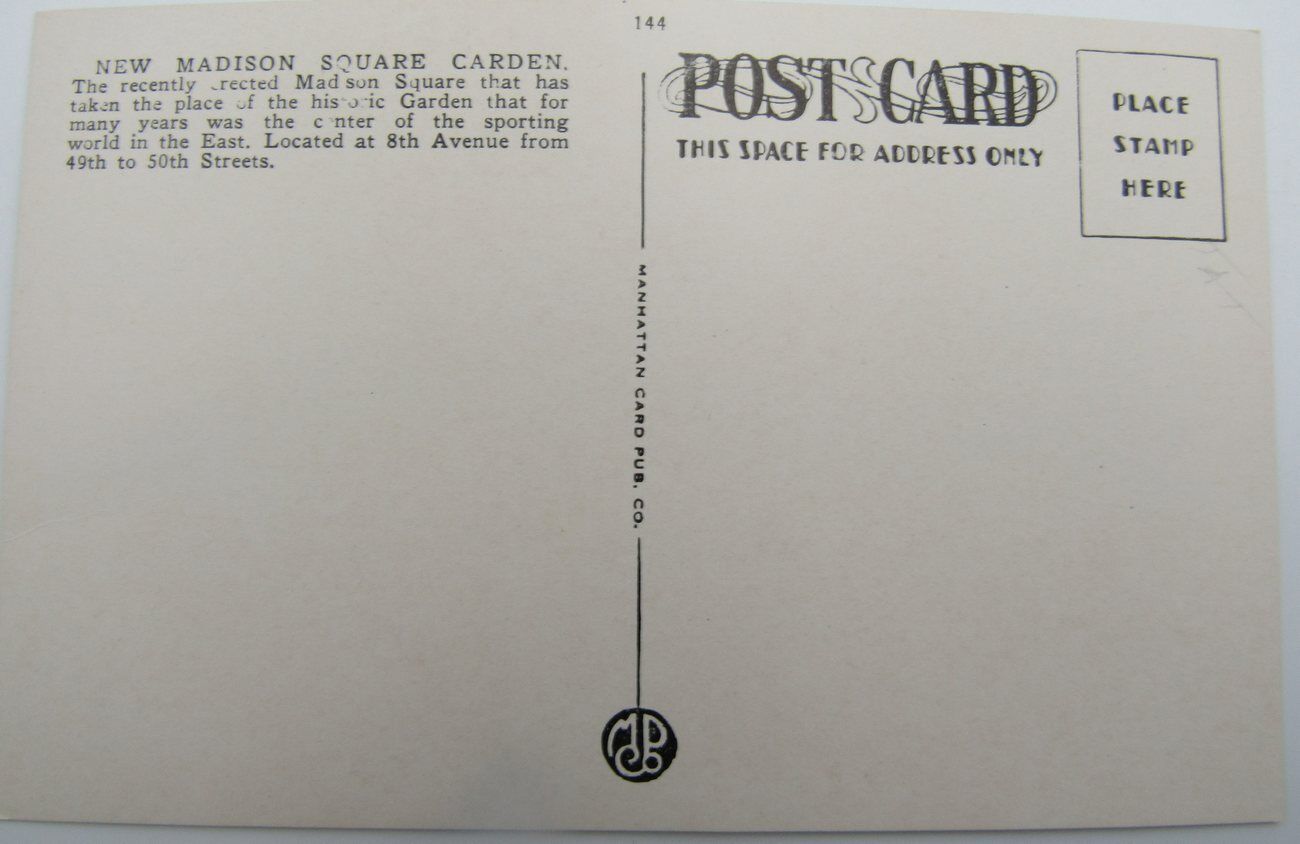 144
NEW MADISON SQUARE CARDEN.
The recently erected Madison Square that has
taken the place of the historic Garden that for
many years was the center of the sporting
world in the East. Located at 8th Avenue from
49th to 50th Streets.
POST CARD
THIS SPACE FOR ADDRESS ONLY
PLACE
STAMP
HERE
MANHATTAN CARD PUB. CO.